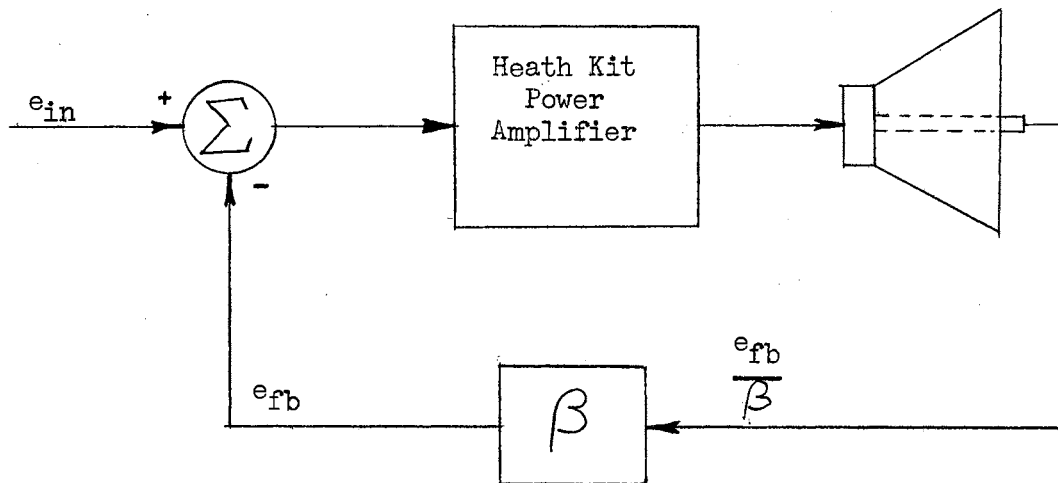 e_in
+
Σ
-
Heath Kit
Power
Amplifier
e_fb
β
e_fb
β